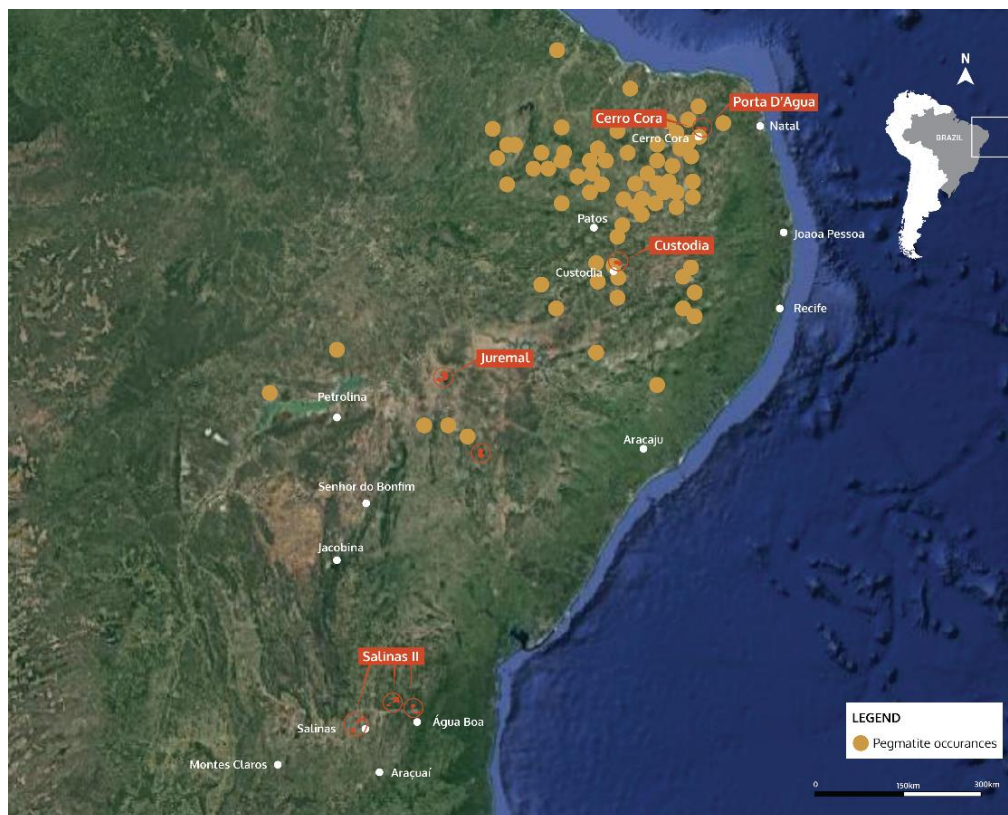 N
BRAZIL
Porta D'Agua
Cerro Cora
Natal
Cerro Cora
Patos
Joaoa Pessoa
Custodia
Custodia
Recife
Juremal
Petrolina
Aracaju
Senhor do Bonfim
Jacobina
Salinas II
Salinas
Água Boa
Montes Claros
Araçuaí
LEGEND
Pegmatite occurances
0 150km 300km